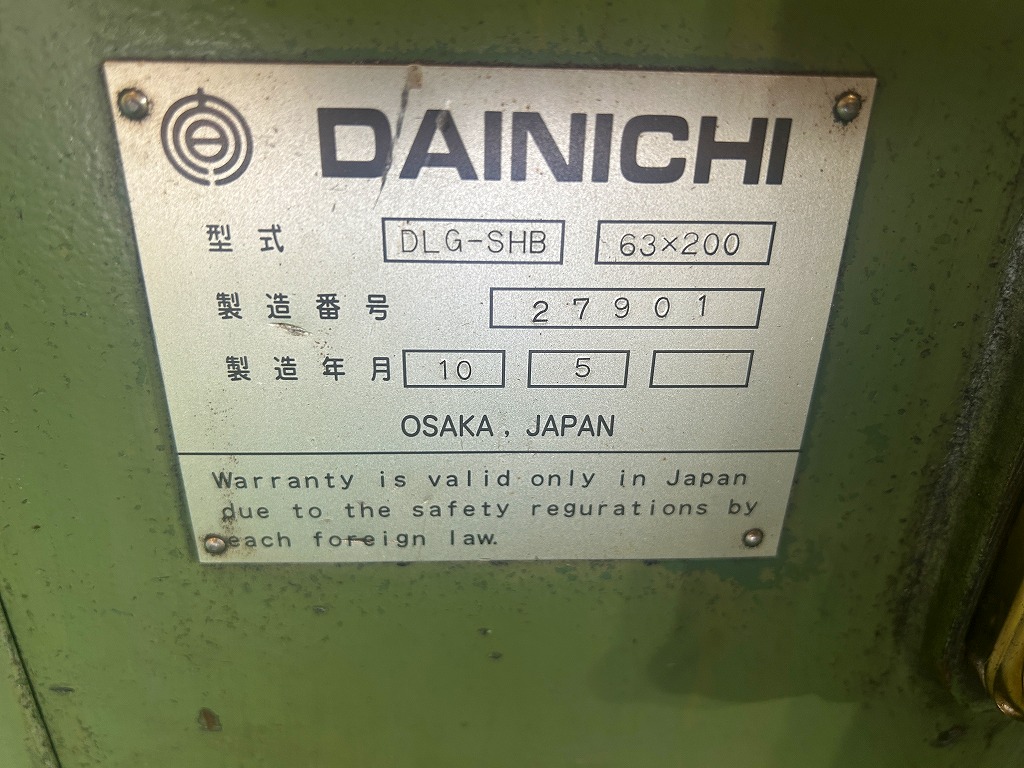 DAINICHI
型式 DLG-SHB 63×200
製造番号 27901
製造年月 10 5
OSAKA, JAPAN
Warranty is valid only in Japan
due to the safety regurations by
each foreign law.